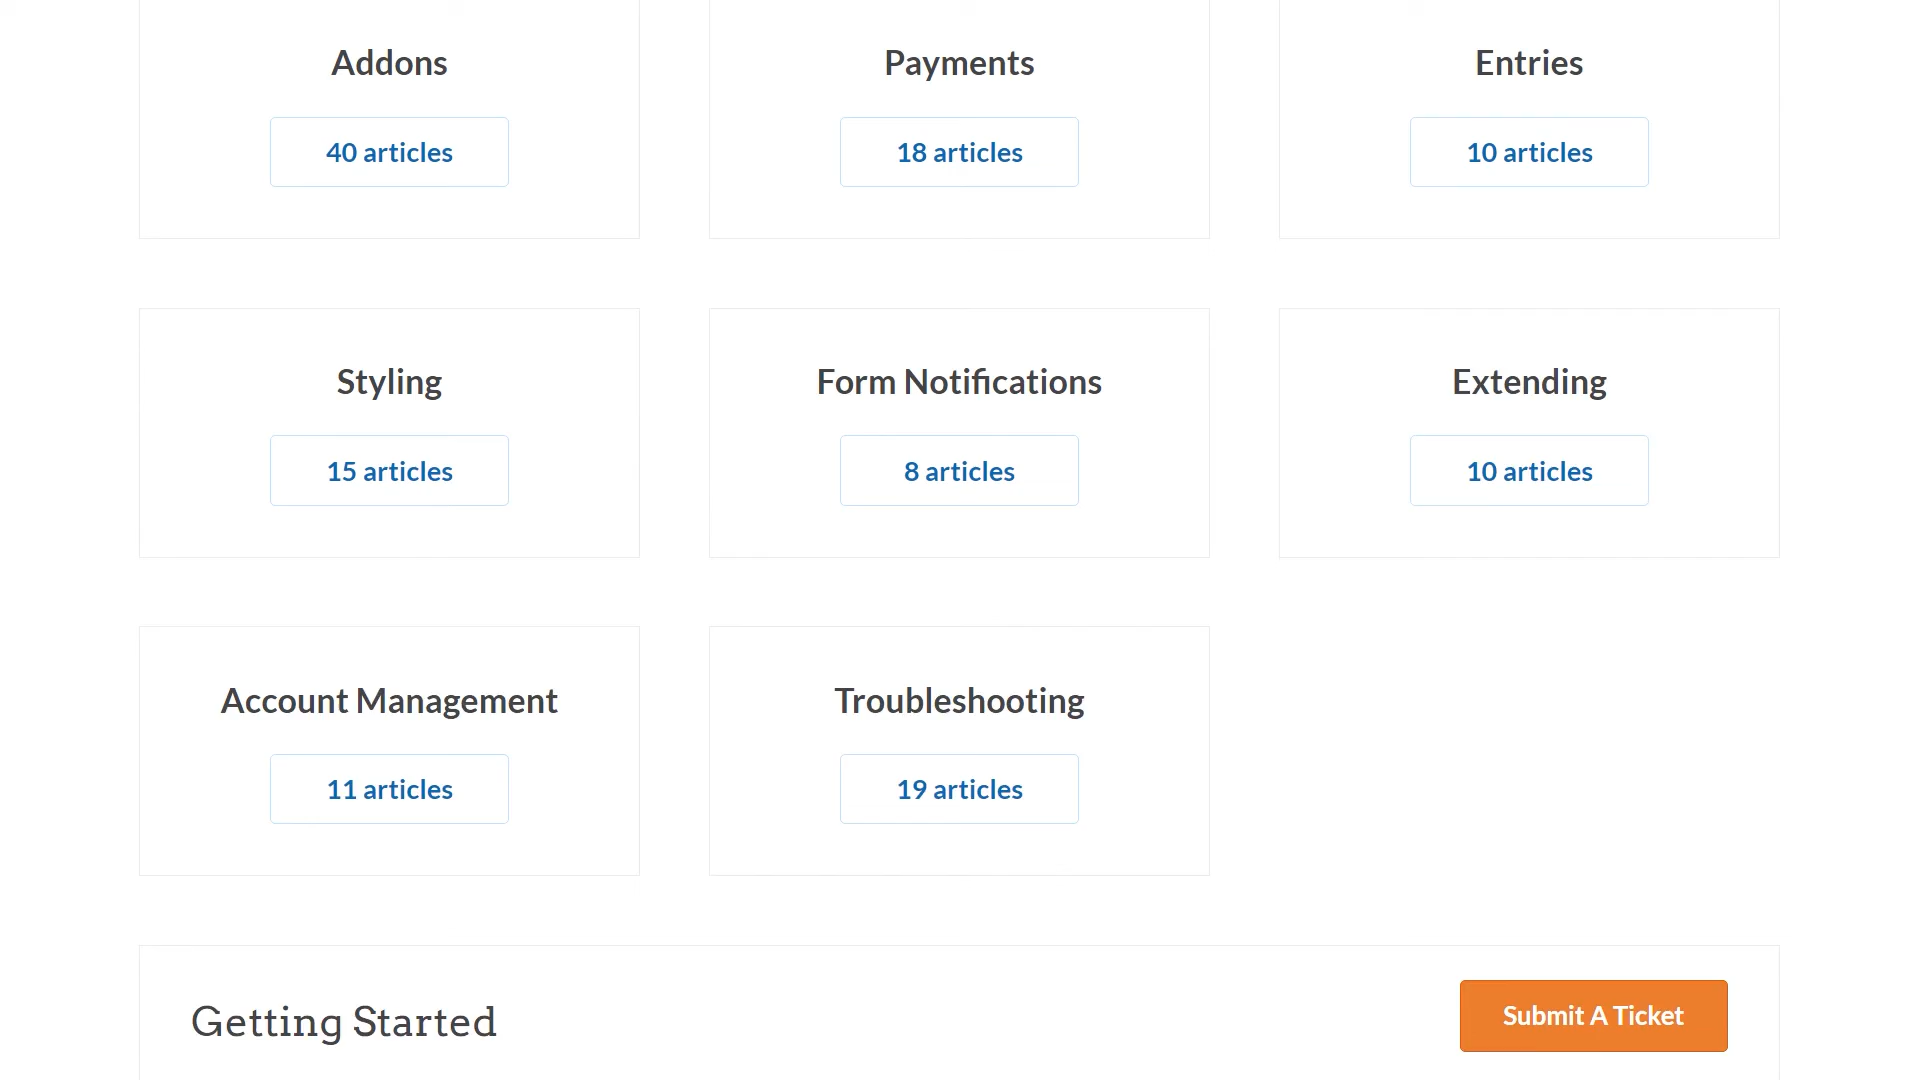 Addons
Payments
Entries
40 articles
18 articles
10 articles
Styling
Form Notifications
Extending
15 articles
8 articles
10 articles
Account Management
Troubleshooting
11 articles
19 articles
Getting Started
Submit A Ticket